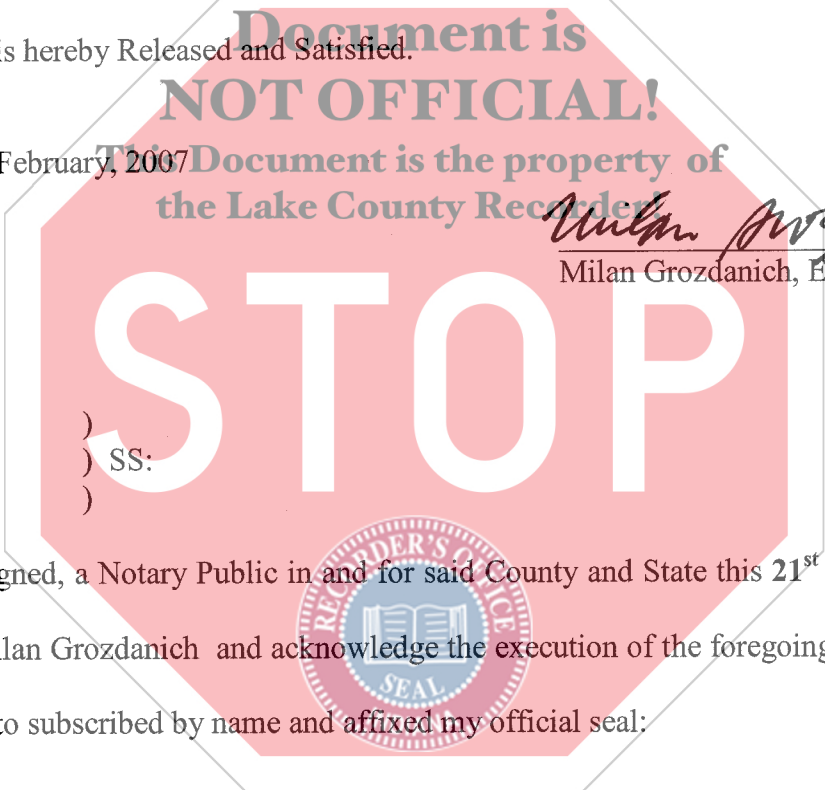 Document is
is hereby Released and Satisfied.
NOT OFFICIAL!
February, 2007
This Document is the property of
the Lake County Recorder!
Milan
Milan Grozdanich, E
STOP
)
) SS:
)
RECORDER'S OFFICE
gned, a Notary Public in and for said County and State this 21st
lan Grozdanich and acknowledge the execution of the foregoing
SEAL
to subscribed by name and affixed my official seal: